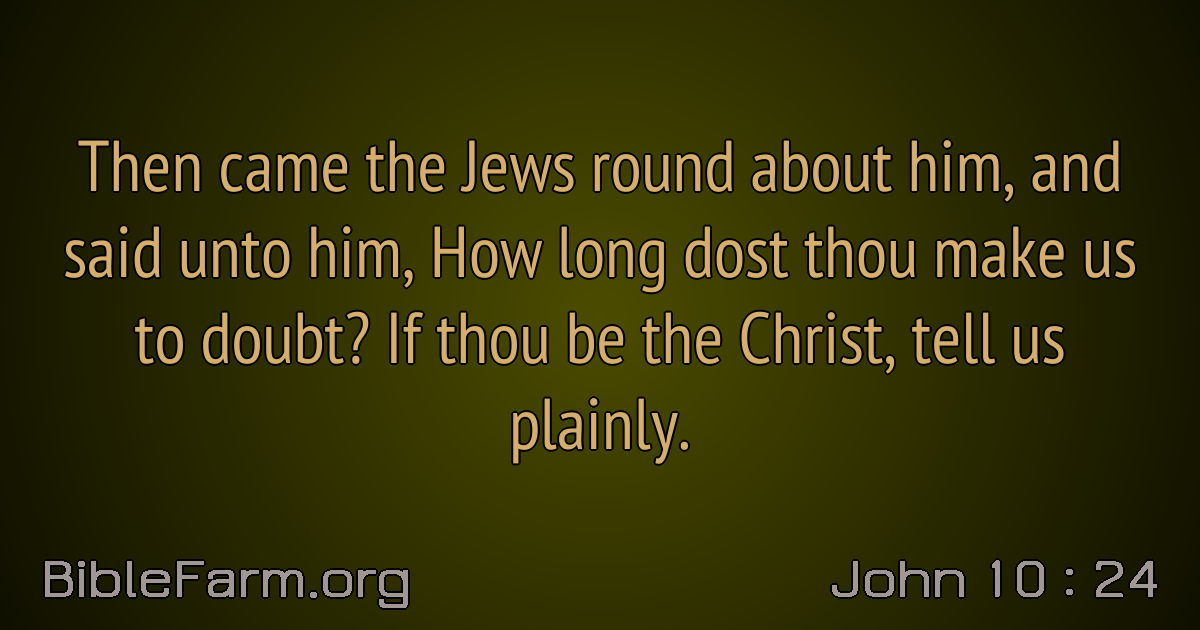 Then came the Jews round about him, and
said unto him, How long dost thou make us
to doubt? If thou be the Christ, tell us
plainly.
BibleFarm.org
John 10 : 24